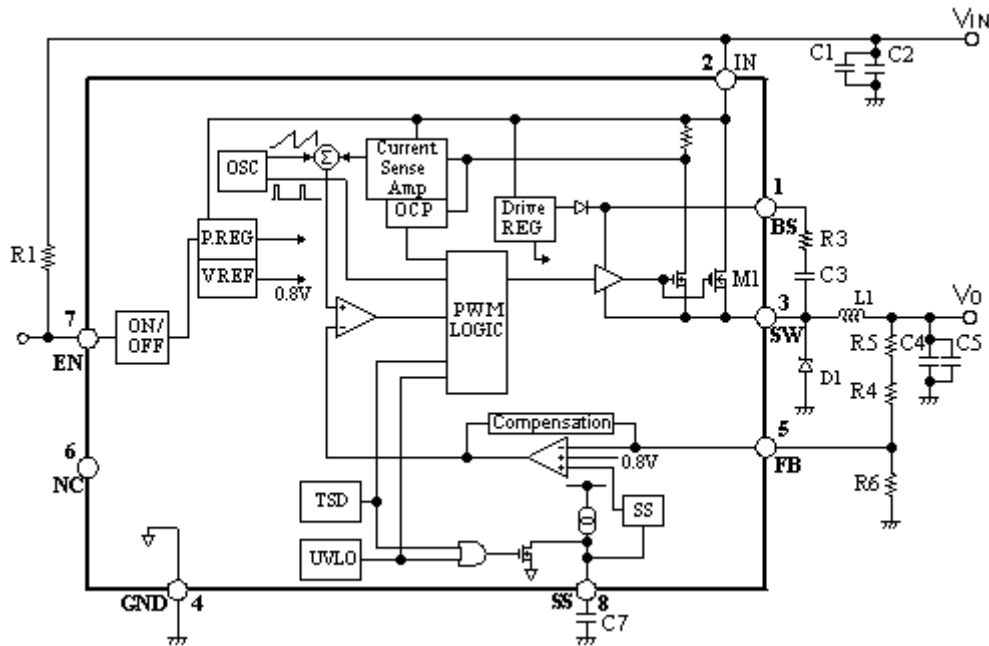 VIN
C1 C2
2 IN
OSC
Σ
Current
Sense
Amp
OCP
Drive
REG
1
BS
R1
P.REG
VREF
0.8V
R3
C3
M1
PWM
LOGIC
+
−
7
EN
ON/
OFF
3
SW
L1
VO
R5 C4 C5
D1
R4
Compensation
5
FB
−
+
+
0.8V
R6
6
NC
TSD
UVLO
SS
GND 4
SS 8
C7